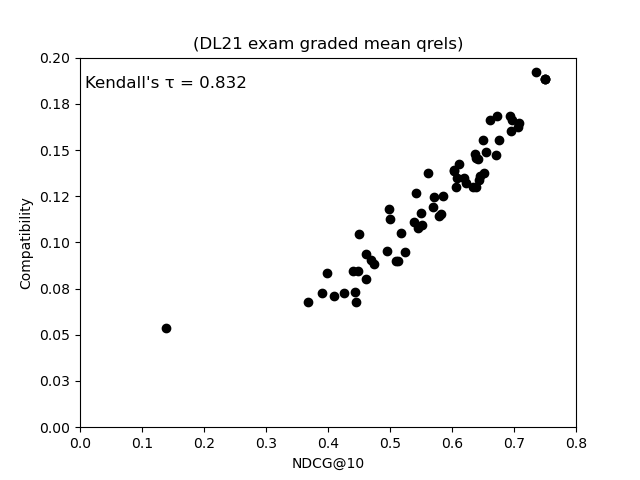 (DL21 exam graded mean qrels)
Kendall's τ = 0.832
0.20
0.18
0.15
0.12
0.10
0.08
0.05
0.03
0.00
Compatibility
0.0 0.1 0.2 0.3 0.4 0.5 0.6 0.7 0.8
NDCG@10